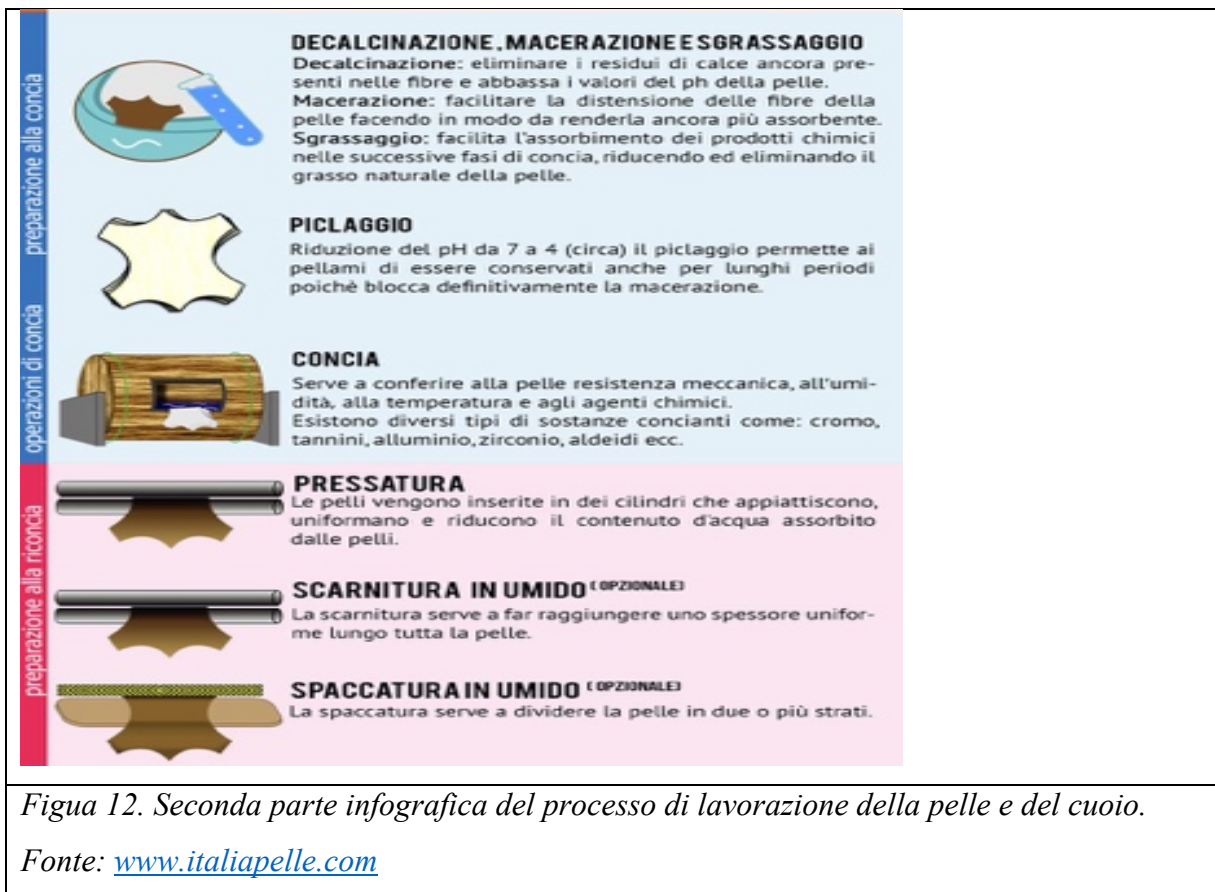 preparazione alla concia
DECALCINAZIONE, MACERAZIONE E SGRASSAGGIO
Decalcinazione: eliminare i residui di calce ancora pre-
senti nelle fibre e abbassa i valori del ph della pelle.
Macerazione: facilitare la distensione delle fibre della
pelle facendo in modo da renderla ancora più assorbente.
Sgrassaggio: facilita l'assorbimento dei prodotti chimici
nelle successive fasi di concia, riducendo ed eliminando il
grasso naturale della pelle.
PICLAGGIO
Riduzione del pH da 7 a 4 (circa) il piclaggio permette ai
pellami di essere conservati anche per lunghi periodi
poichè blocca definitivamente la macerazione.
operazioni di concia
CONCIA
Serve a conferire alla pelle resistenza meccanica, all'umi-
dità, alla temperatura e agli agenti chimici.
Esistono diversi tipi di sostanze concianti come: cromo,
tannini, alluminio, zirconio, aldeidi ecc.
preparazione alla riconcia
PRESSATURA
Le pelli vengono inserite in dei cilindri che appiattiscono,
uniformano e riducono il contenuto d'acqua assorbito
dalle pelli.
SCARNITURA IN UMIDO (OPZIONALE)
La scarnitura serve a far raggiungere uno spessore unifor-
me lungo tutta la pelle.
SPACCATURA IN UMIDO (OPZIONALE)
La spaccatura serve a dividere la pelle in due o più strati.
Figua 12. Seconda parte infografica del processo di lavorazione della pelle e del cuoio.
Fonte: www.italiapelle.com